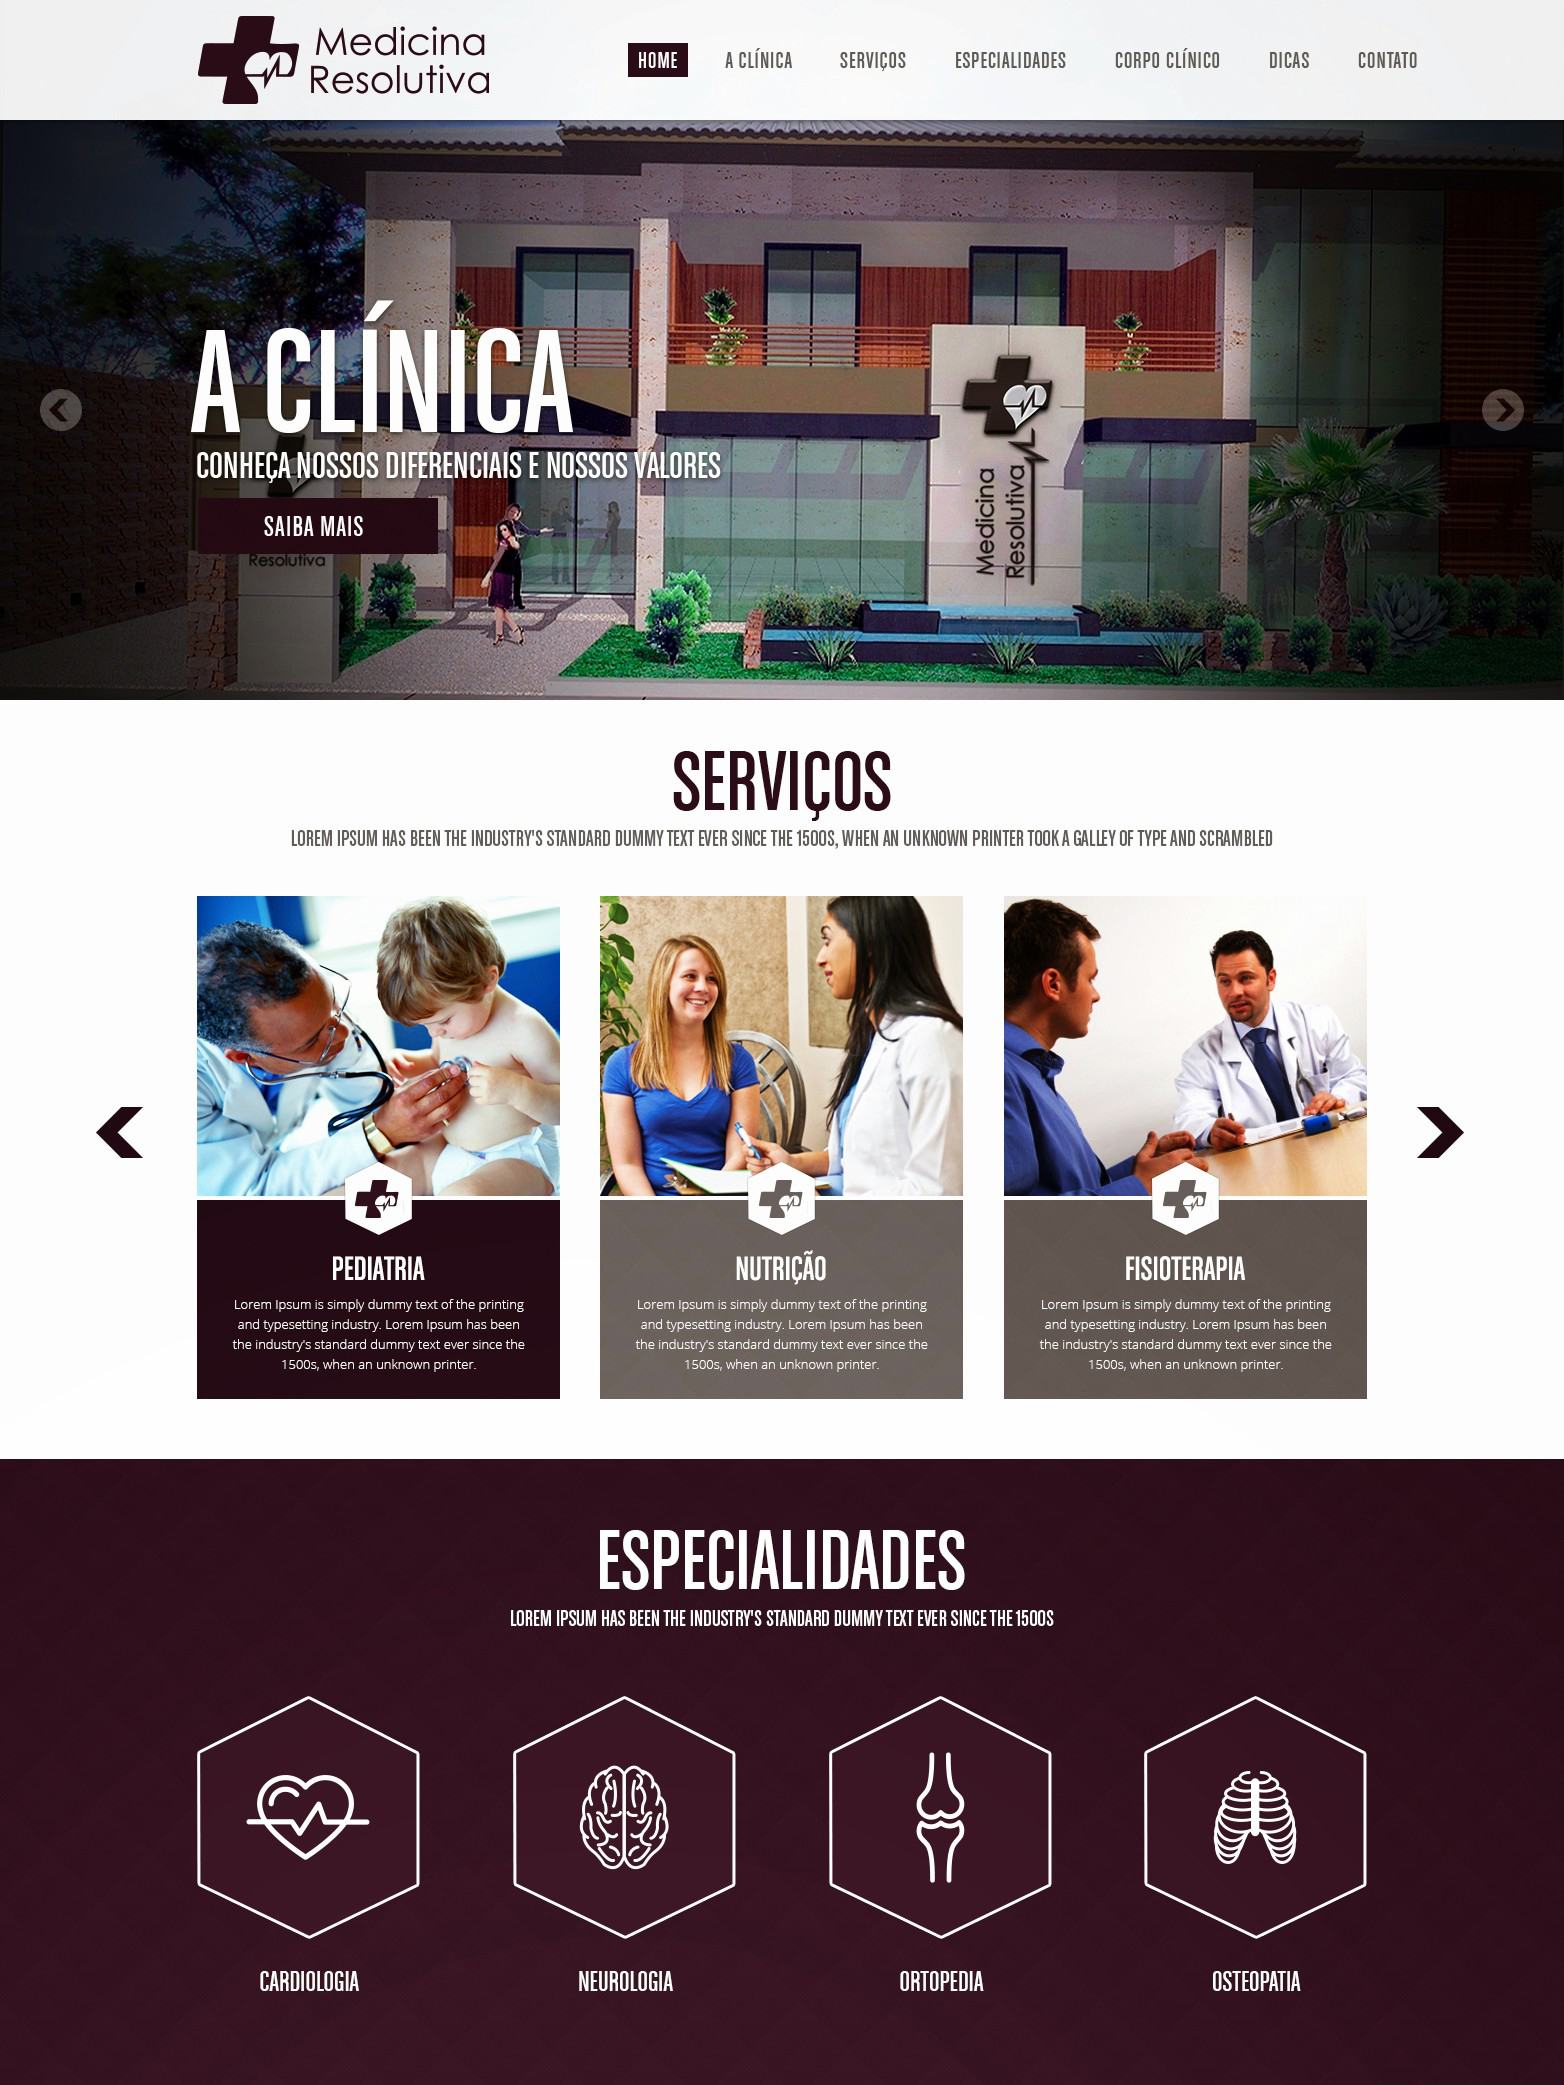 Medicina
Resolutiva
HOME A CLÍNICA SERVIÇOS ESPECIALIDADES CORPO CLÍNICO DICAS CONTATO
A CLÍNICA
CONHEÇA NOSSOS DIFERENCIAIS E NOSSOS VALORES
SAIBA MAIS
Resolutiva
Medicina
Resolutiva
SERVIÇOS
LOREM IPSUM HAS BEEN THE INDUSTRY'S STANDARD DUMMY TEXT EVER SINCE THE 1500S, WHEN AN UNKNOWN PRINTER TOOK A GALLEY OF TYPE AND SCRAMBLED
PEDIATRIA
Lorem Ipsum is simply dummy text of the printing
and typesetting industry. Lorem Ipsum has been
the industry's standard dummy text ever since the
1500s, when an unknown printer.
NUTRIÇÃO
Lorem Ipsum is simply dummy text of the printing
and typesetting industry. Lorem Ipsum has been
the industry's standard dummy text ever since the
1500s, when an unknown printer.
FISIOTERAPIA
Lorem Ipsum is simply dummy text of the printing
and typesetting industry. Lorem Ipsum has been
the industry's standard dummy text ever since the
1500s, when an unknown printer.
ESPECIALIDADES
LOREM IPSUM HAS BEEN THE INDUSTRY'S STANDARD DUMMY TEXT EVER SINCE THE 1500S
CARDIOLOGIA
NEUROLOGIA
ORTOPEDIA
OSTEOPATIA